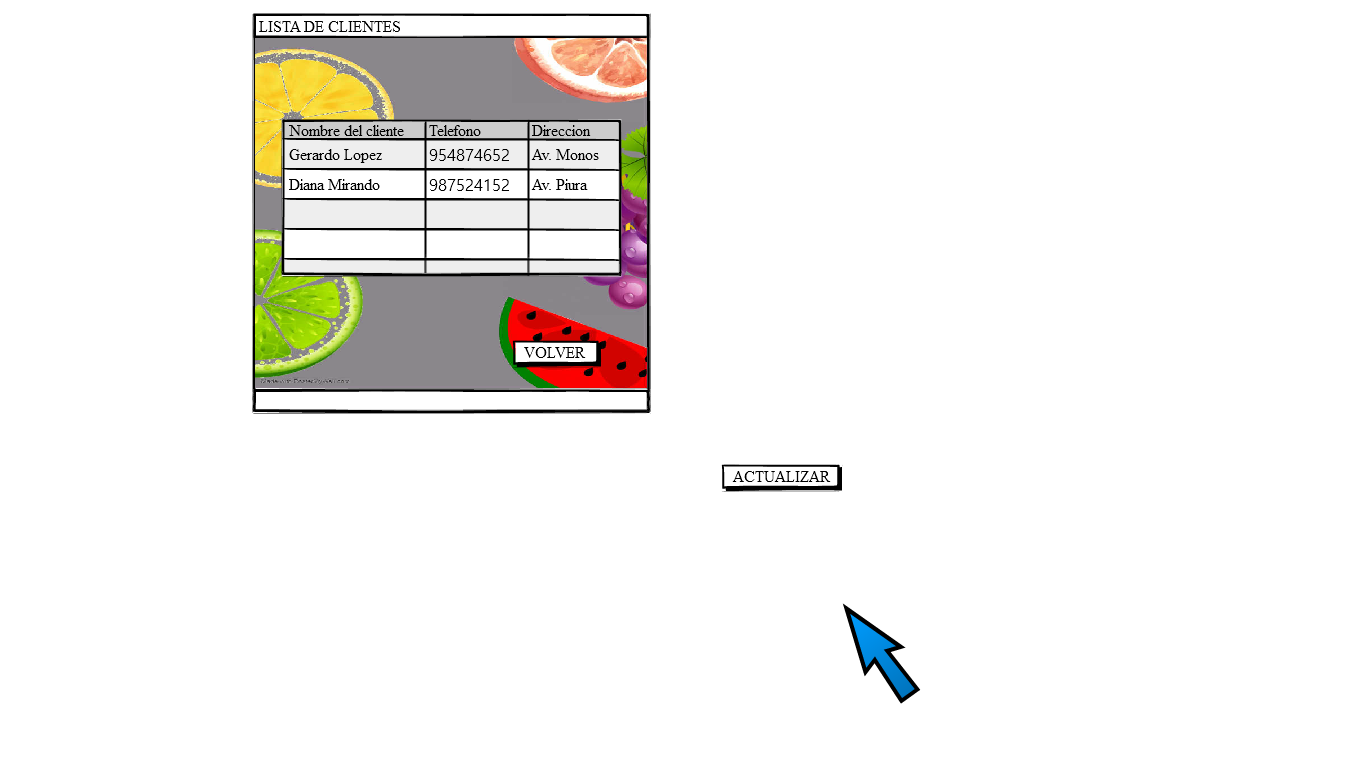 LISTA DE CLIENTES
Nombre del cliente Telefono Direccion
Gerardo Lopez 954874652 Av. Monos
Diana Mirando 987524152 Av. Piura
VOLVER
ACTUALIZAR